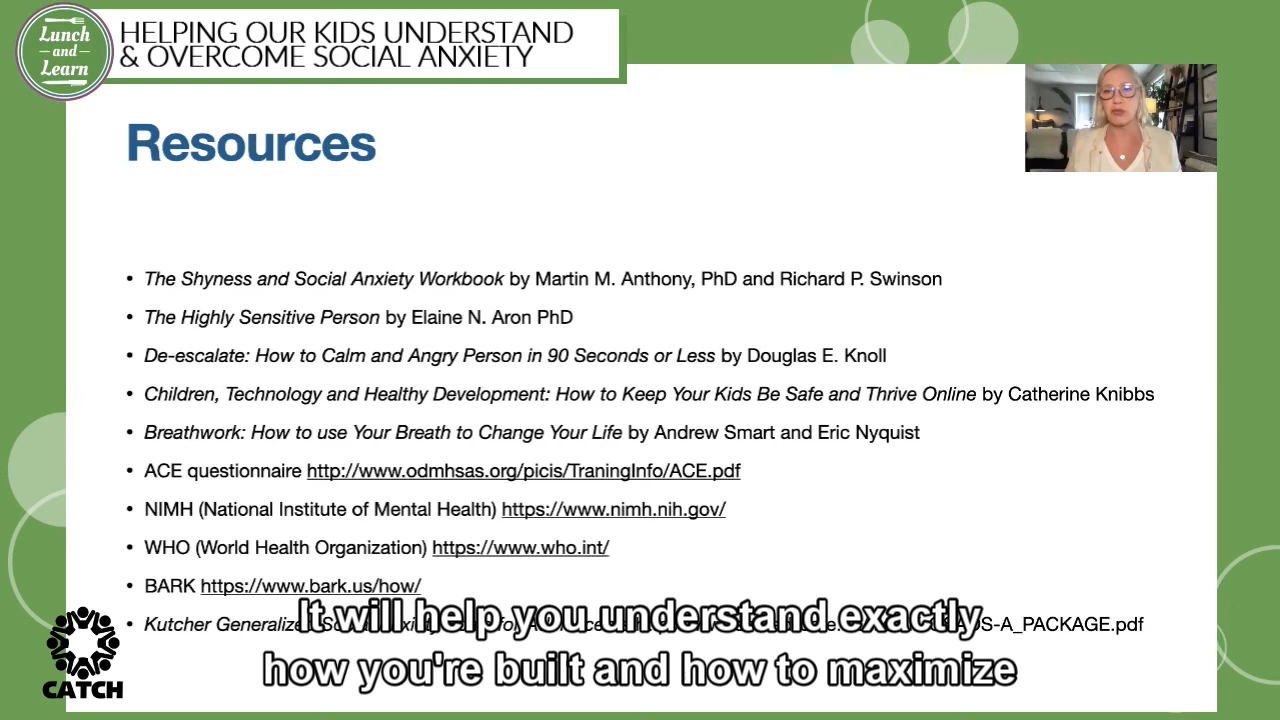 Lunch
and
Learn
HELPING OUR KIDS UNDERSTAND
& OVERCOME SOCIAL ANXIETY
Resources
• The Shyness and Social Anxiety Workbook by Martin M. Anthony, PhD and Richard P. Swinson
• The Highly Sensitive Person by Elaine N. Aron PhD
• De-escalate: How to Calm and Angry Person in 90 Seconds or Less by Douglas E. Knoll
• Children, Technology and Healthy Development: How to Keep Your Kids Be Safe and Thrive Online by Catherine Knibbs
• Breathwork: How to use Your Breath to Change Your Life by Andrew Smart and Eric Nyquist
• ACE questionnaire http://www.odmhsas.org/picis/TraningInfo/ACE.pdf
• NIMH (National Institute of Mental Health) https://www.nimh.nih.gov/
• WHO (World Health Organization) https://www.who.int/
• BARK https://www.bark.us/how/
• Kutcher
It will help you understand exactly
how you're built and how to maximize
CATCH